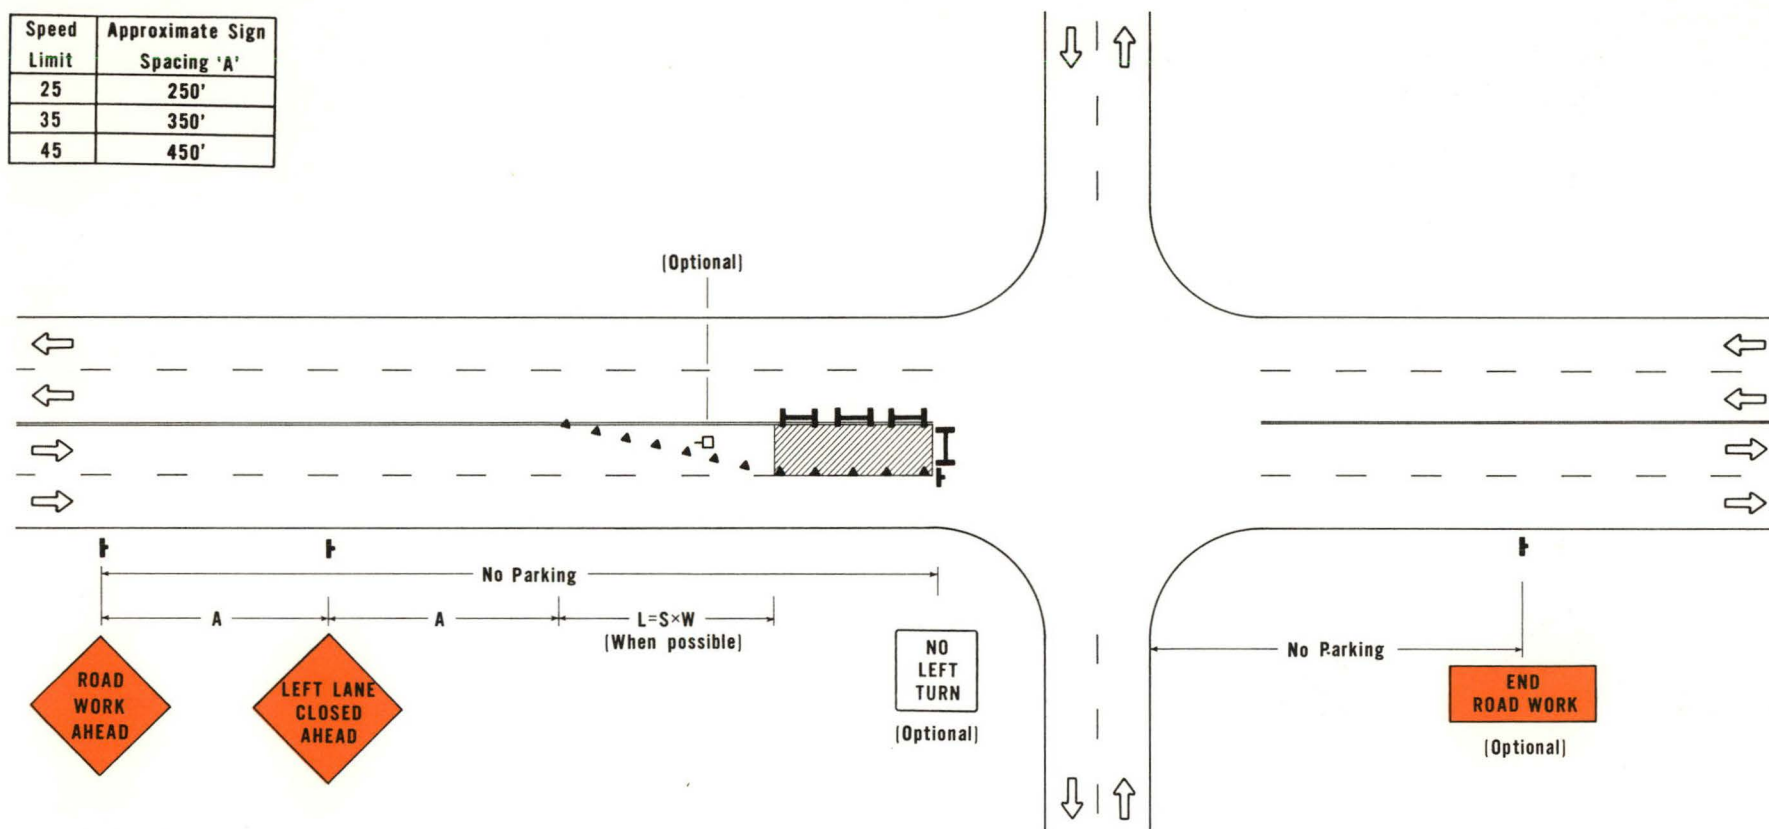 Speed Limit
Approximate Sign Spacing 'A'
25 250'
35 350'
45 450'
(Optional)
No Parking
A
A
L=S×W
(When possible)
ROAD
WORK
AHEAD
LEFT LANE
CLOSED
AHEAD
NO
LEFT
TURN
(Optional)
No Parking
END
ROAD WORK
(Optional)